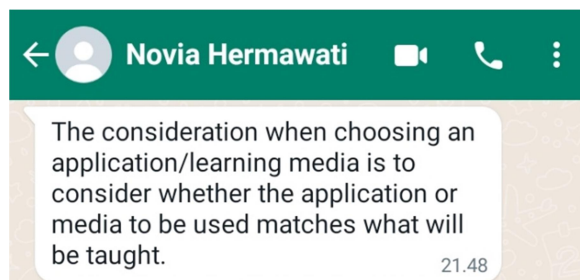 Novia Hermawati
The consideration when choosing an
application/learning media is to
consider whether the application or
media to be used matches what will
be taught.
21.48